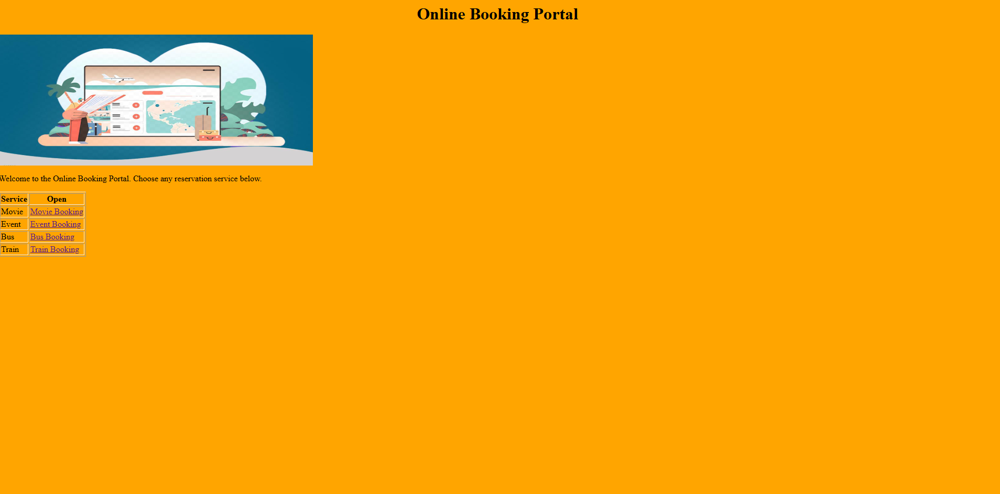 Online Booking Portal
Welcome to the Online Booking Portal. Choose any reservation service below.
Service Open
Movie Movie Booking
Event Event Booking
Bus Bus Booking
Train Train Booking